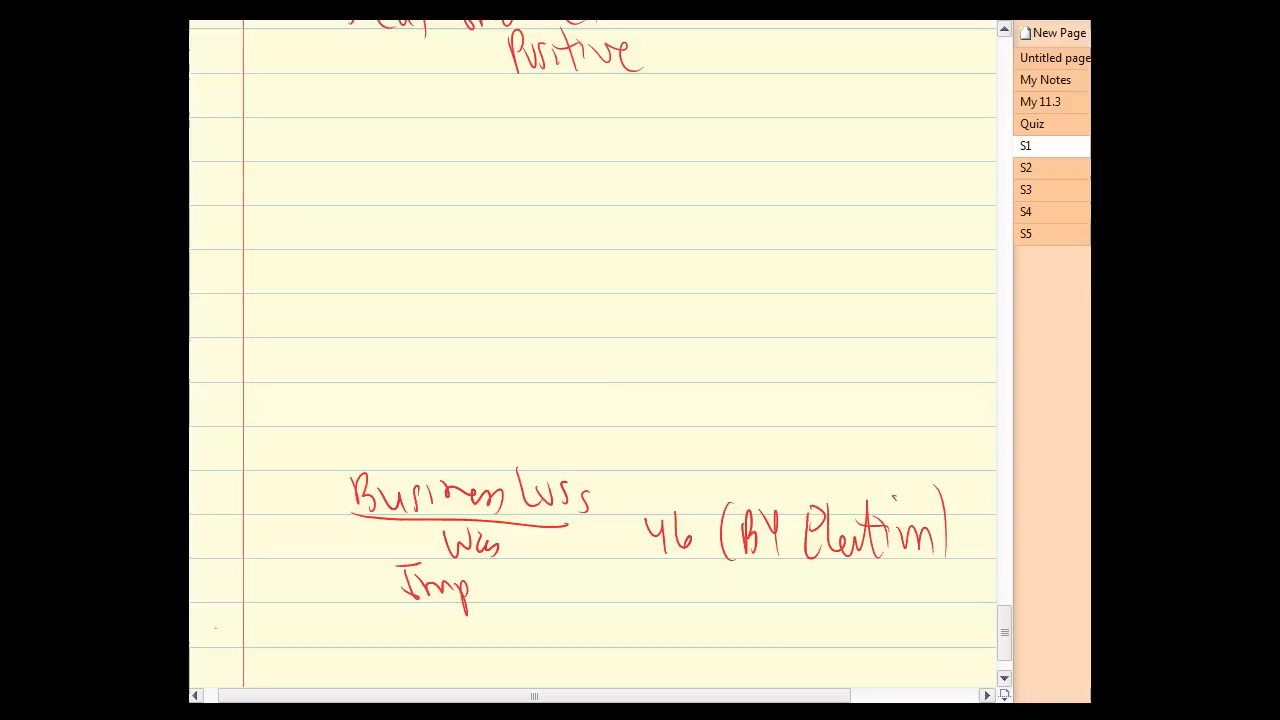 Positive
Business Loss
Was
Imp
46 (BY Election)
New Page
Untitled page
My Notes
My 11.3
Quiz
S1
S2
S3
S4
S5